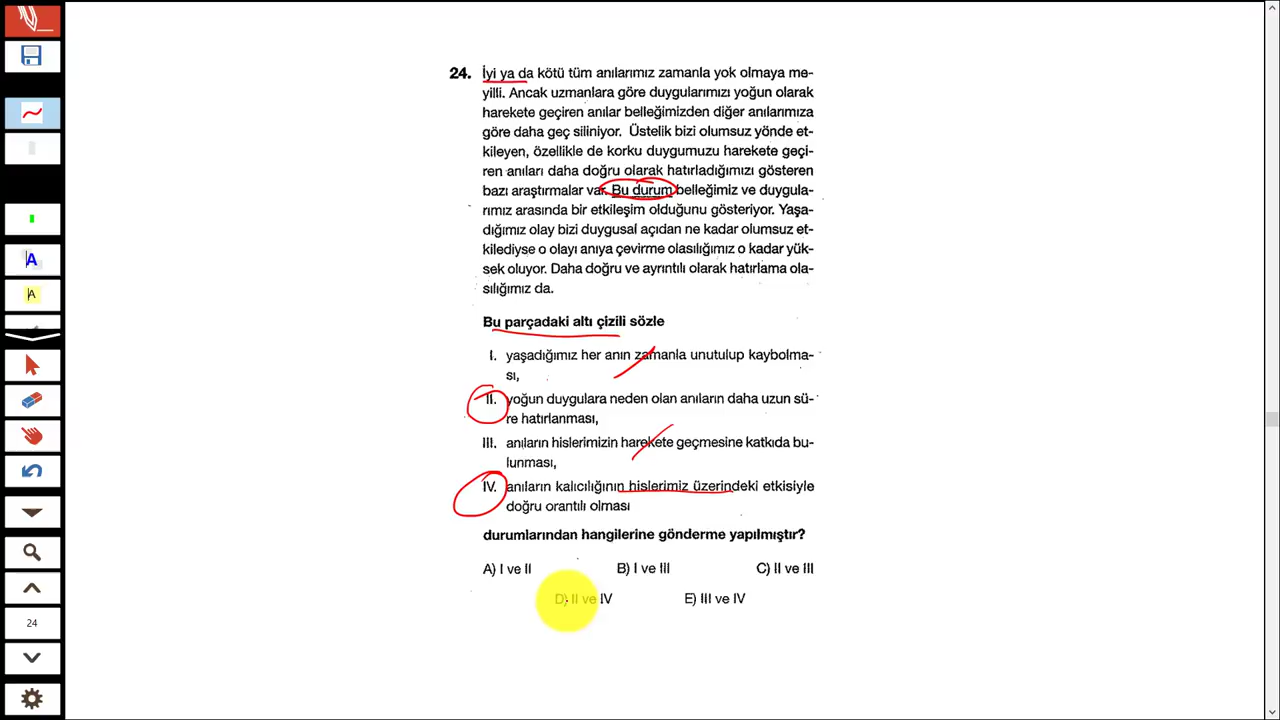 24. İyi ya da kötü tüm anılarımız zamanla yok olmaya me-
yilli. Ancak uzmanlara göre duygularımızı yoğun olarak
harekete geçiren anılar belleğimizden diğer anılarımıza
göre daha geç siliniyor. Üstelik bizi olumsuz yönde et-
kileyen, özellikle de korku duygumuzu harekete geçi-
ren anıları daha doğru olarak hatırladığımızı gösteren
bazı araştırmalar var. Bu durum belleğimiz ve duygula-
rımız arasında bir etkileşim olduğunu gösteriyor. Yaşa-
dığımız olay bizi duygusal açıdan ne kadar olumsuz et-
kilediyse o olayı anıya çevirme olasılığımız o kadar yük-
sek oluyor. Daha doğru ve ayrıntılı olarak hatırlama ola-
sılığımız da.
Bu parçadaki altı çizili sözle
I. yaşadığımız her anın zamanla unutulup kaybolma-
sı,
II. yoğun duygulara neden olan anıların daha uzun sü-
re hatırlanması,
III. anıların hislerimizin harekete geçmesine katkıda bu-
lunması,
IV. anıların kalıcılığının hislerimiz üzerindeki etkisiyle
doğru orantılı olması
durumlarından hangilerine gönderme yapılmıştır?
A) I ve II B) I ve III C) II ve III
D) II ve IV E) III ve IV
A
A
24